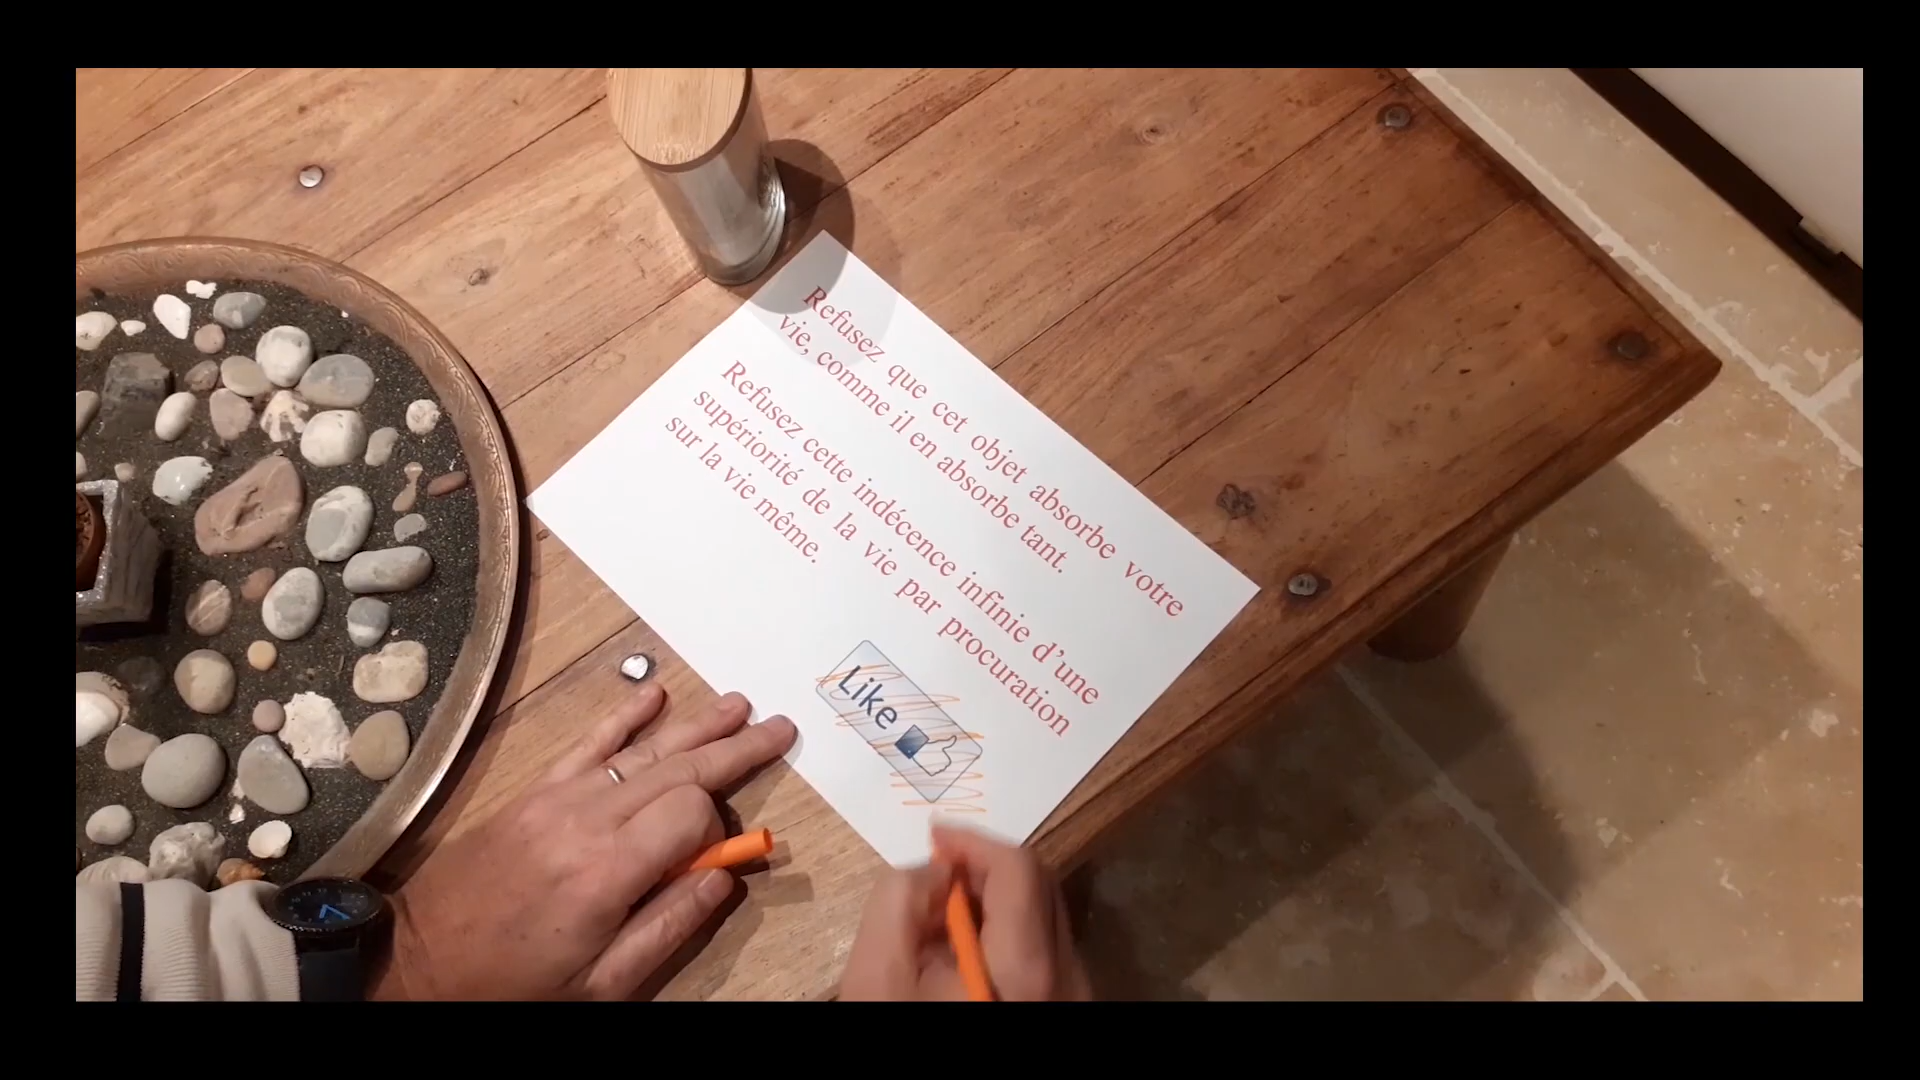 Refusez que cet objet absorbe votre
vie, comme il en absorbe tant.
Refusez cette indécence infinie d’une
supériorité de la vie par procuration
sur la vie même.
Like